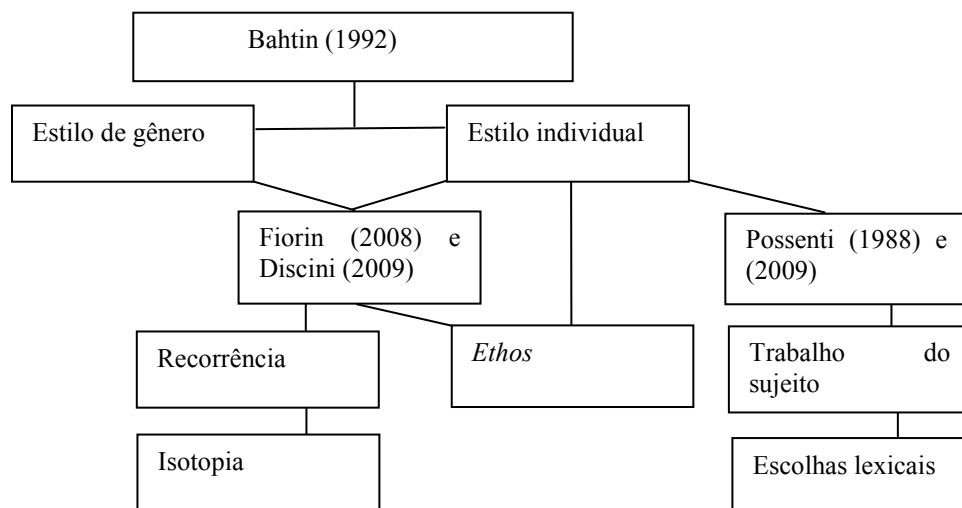 Bahtin (1992)
Estilo de gênero
Estilo individual
Fiorin (2008) e
Discini (2009)
Possenti (1988) e
(2009)
Recorrência
Ethos
Trabalho do
sujeito
Isotopia
Escolhas lexicais